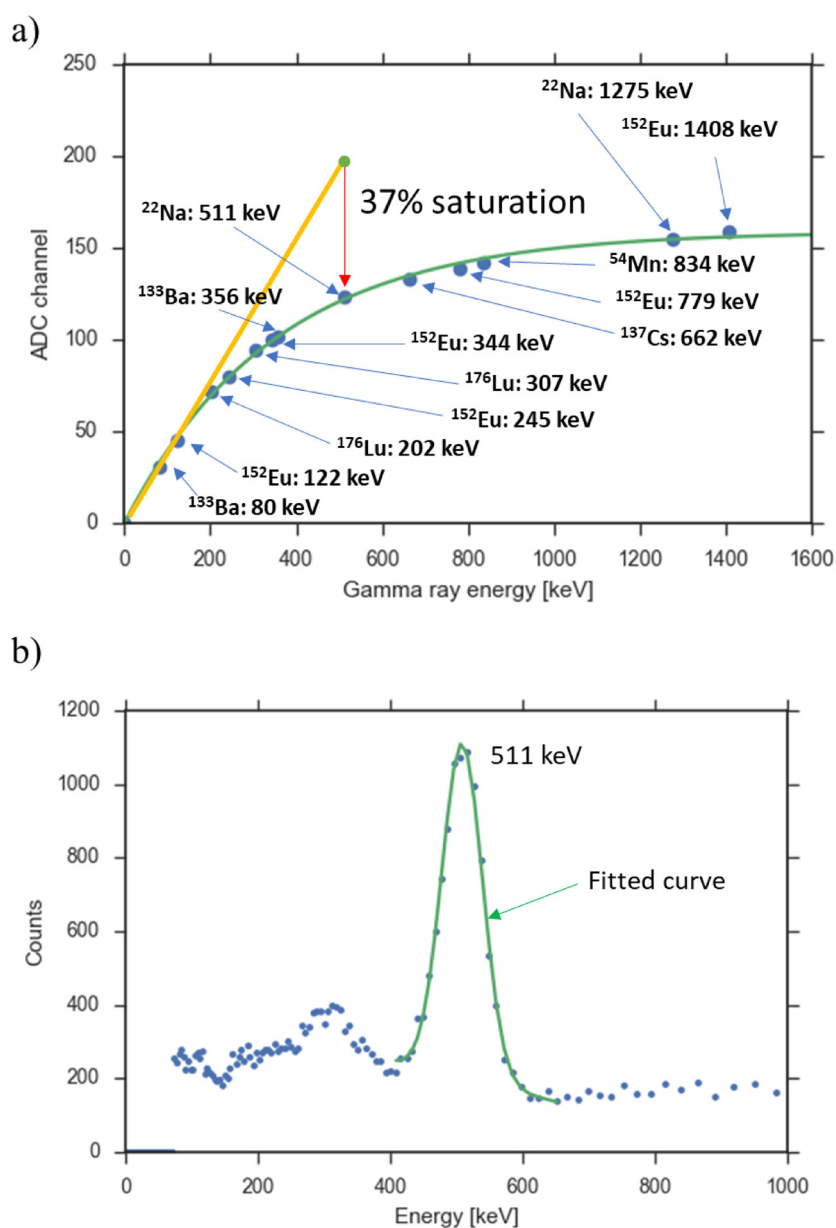 a)
250
200
150
100
50
0
ADC channel
²²Na: 1275 keV
¹⁵²Eu: 1408 keV
²²Na: 511 keV
37% saturation
¹³³Ba: 356 keV
⁵⁴Mn: 834 keV
¹⁵²Eu: 779 keV
¹³⁷Cs: 662 keV
¹⁵²Eu: 344 keV
¹⁷⁶Lu: 307 keV
¹⁵²Eu: 245 keV
¹⁷⁶Lu: 202 keV
¹⁵²Eu: 122 keV
¹³³Ba: 80 keV
0 200 400 600 800 1000 1200 1400 1600
Gamma ray energy [keV]
b)
1200
1000
800
600
400
200
0
Counts
511 keV
Fitted curve
0 200 400 600 800 1000
Energy [keV]